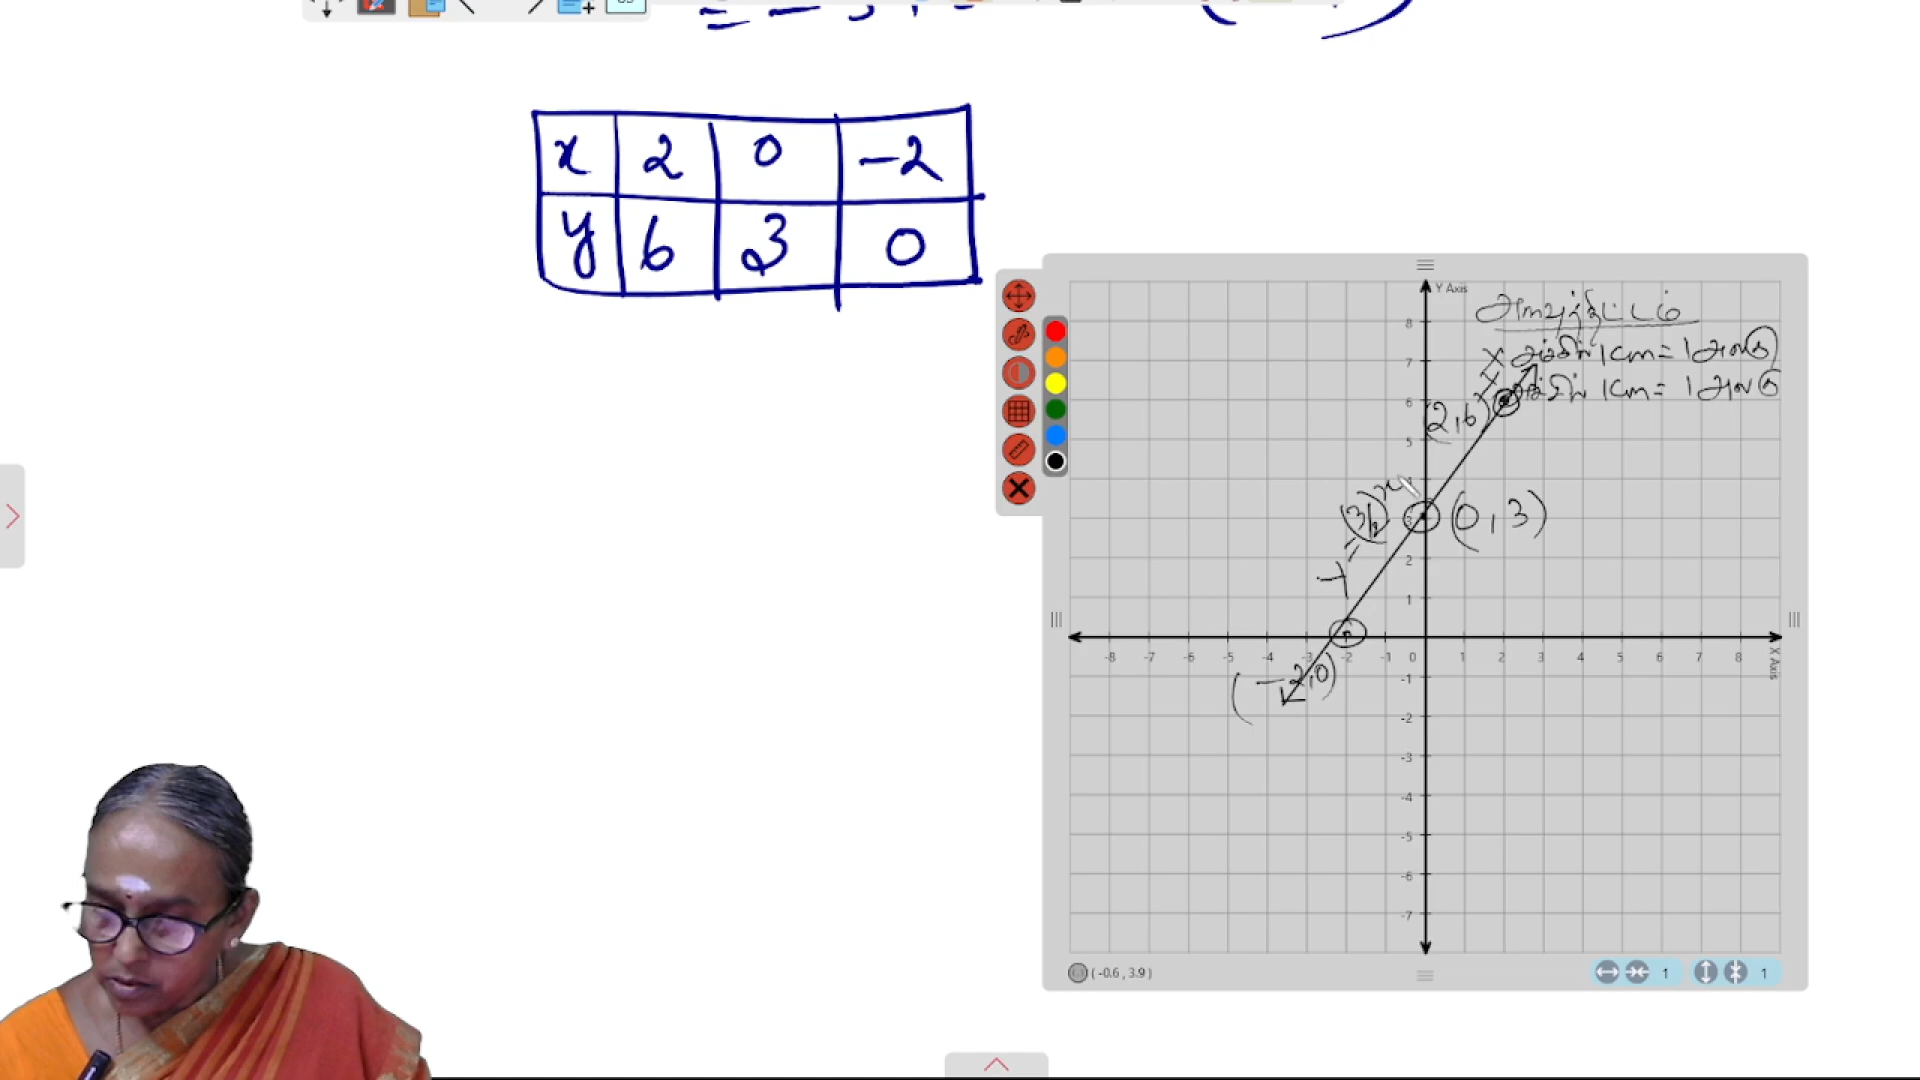 x 2 0 -2
y 6 3 0
Y Axis
அளவுத்திட்டம்
X அச்சில் 1cm = 1 அலகு
Y அச்சில் 1cm = 1 அலகு
(2,6)
(0, 3)
y = (3/2)x
(-2,0)
8
7
6
5
3
2
1
-8 -7 -6 -5 -4 -3 -2 -1 0 1 2 3 4 5 6 7 8
X Axis
-1
-2
-3
-4
-5
-6
-7
(-0.6 , 3.9)
1 1